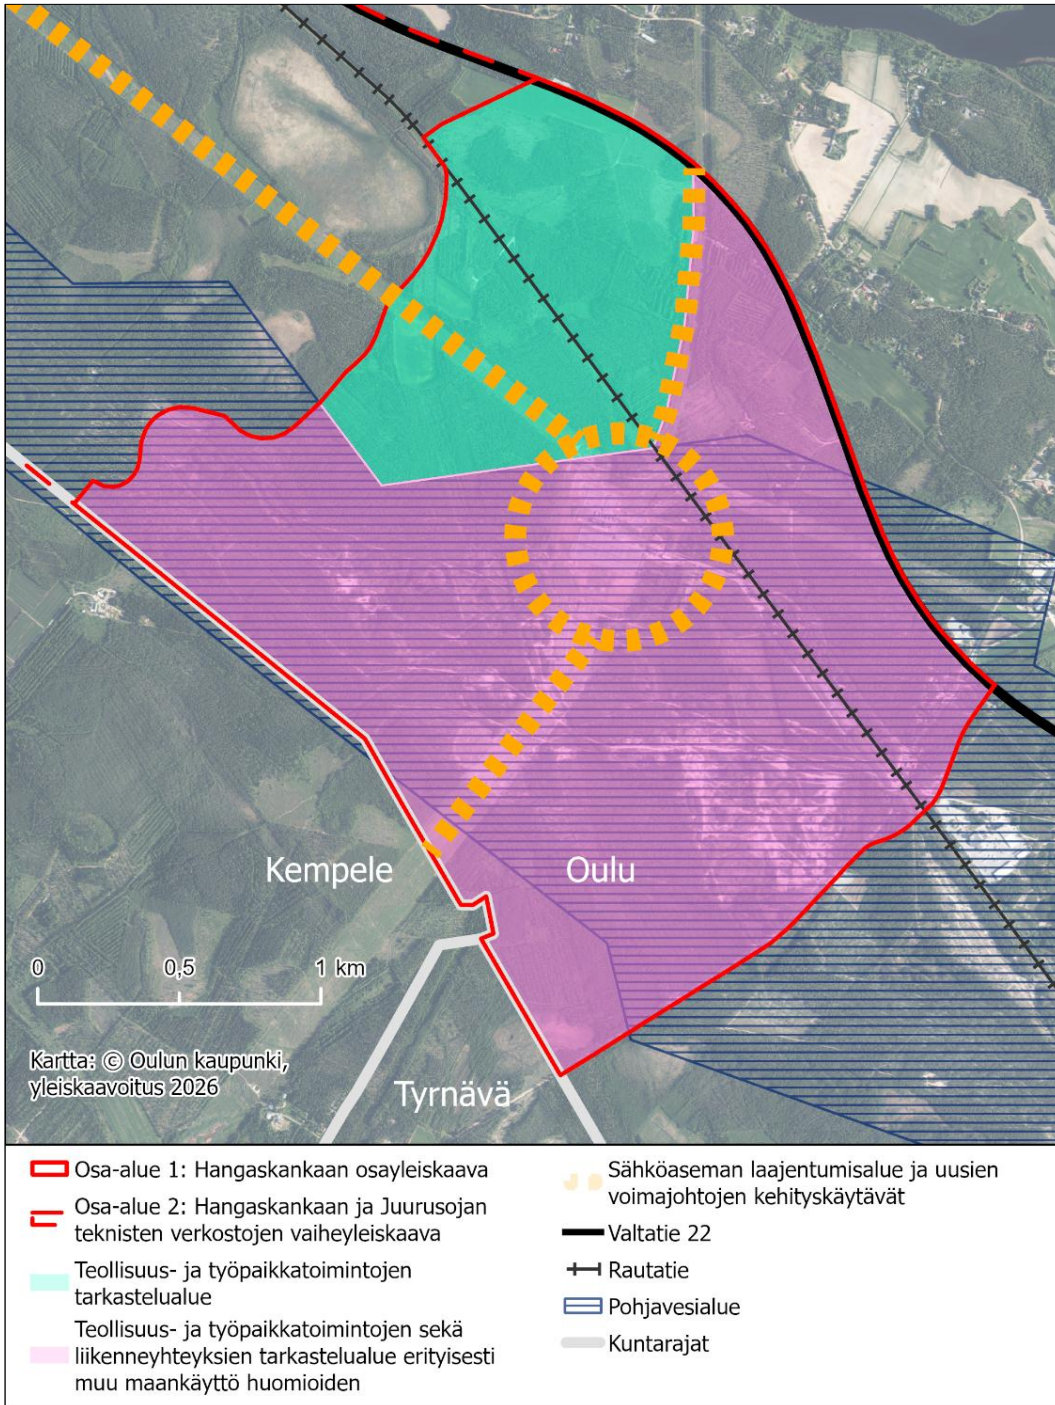 Kempele
Oulu
0
0,5
1 km
Kartta: © Oulun kaupunki,
yleiskaavoitus 2026
Tyrnävä
Osa-alue 1: Hangaskankaan osayleiskaava
Osa-alue 2: Hangaskankaan ja Juurusojan
teknisten verkostojen vaiheyleiskaava
Teollisuus- ja työpaikkatoimintojen
tarkastelualue
Teollisuus- ja työpaikkatoimintojen sekä
liikenneyhteyksien tarkastelualue erityisesti
muu maankäyttö huomioiden
Sähköaseman laajentumisalue ja uusien
voimajohtojen kehityskäytävät
Valtatie 22
Rautatie
Pohjavesialue
Kuntarajat